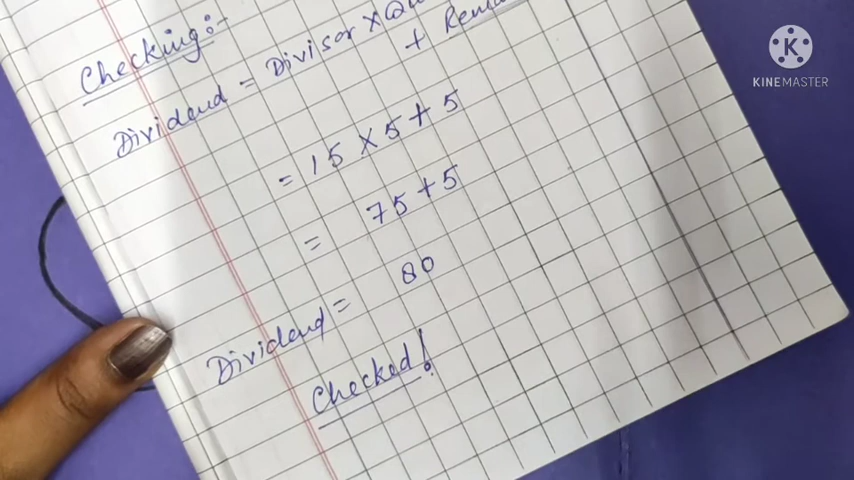 Checking:-
Dividend = Divisor ×
+
= 15 × 5 + 5
= 75 + 5
Dividend = 80
Checked!
K
KINEMASTER